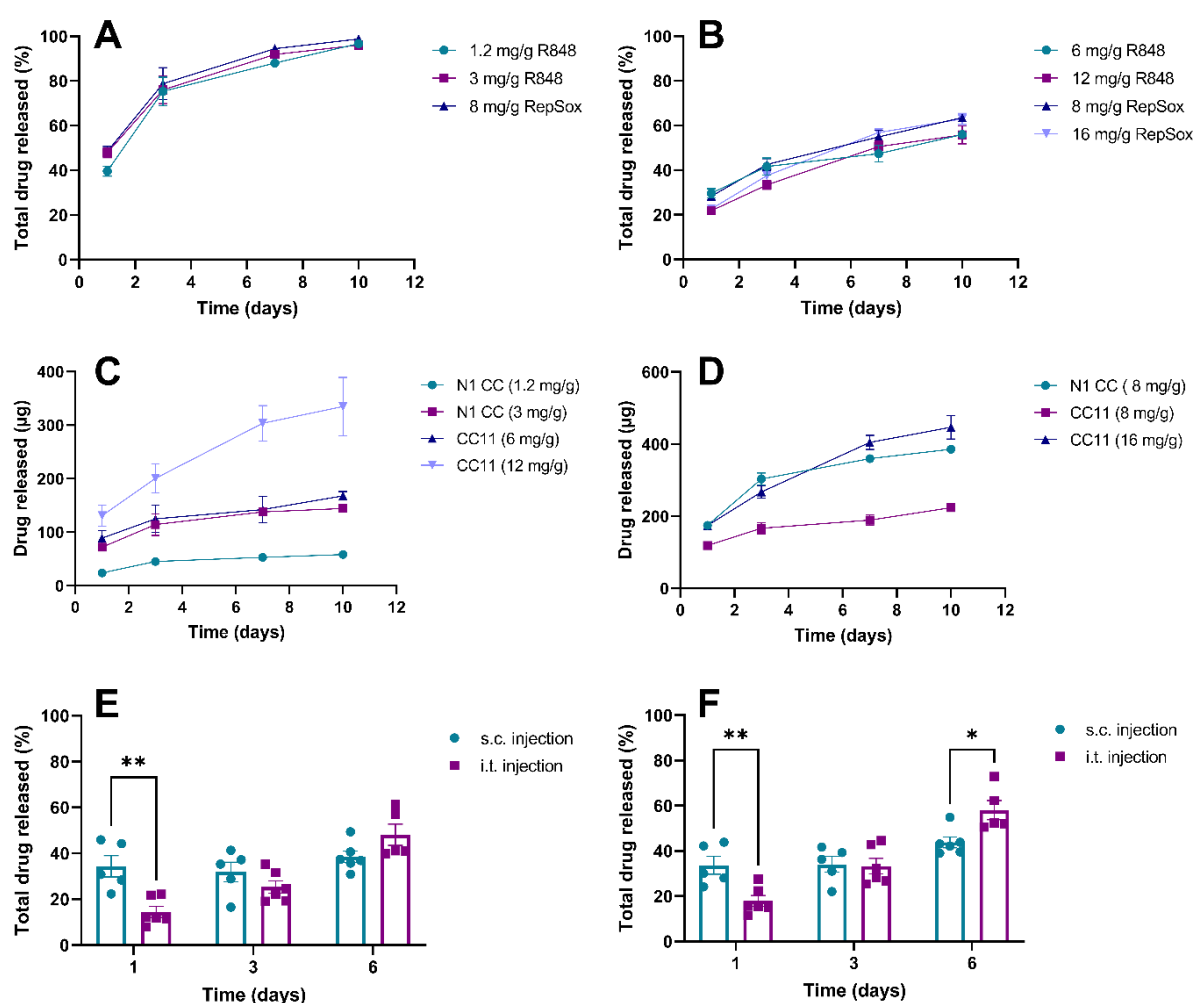 A
Total drug released (%)
100
80
60
40
20
0
0 2 4 6 8 10 12
Time (days)
1.2 mg/g R848
3 mg/g R848
8 mg/g RepSox
B
Total drug released (%)
100
80
60
40
20
0
0 2 4 6 8 10 12
Time (days)
6 mg/g R848
12 mg/g R848
8 mg/g RepSox
16 mg/g RepSox
C
Drug released (μg)
400
300
200
100
0
0 2 4 6 8 10 12
Time (days)
N1 CC (1.2 mg/g)
N1 CC (3 mg/g)
CC11 (6 mg/g)
CC11 (12 mg/g)
D
Drug released (μg)
600
400
200
0
0 2 4 6 8 10 12
Time (days)
N1 CC ( 8 mg/g)
CC11 (8 mg/g)
CC11 (16 mg/g)
E
Total drug released (%)
100
80
60
40
20
0
**
1 3 6
Time (days)
s.c. injection
i.t. injection
F
Total drug released (%)
100
80
60
40
20
0
**
*
1 3 6
Time (days)
s.c. injection
i.t. injection